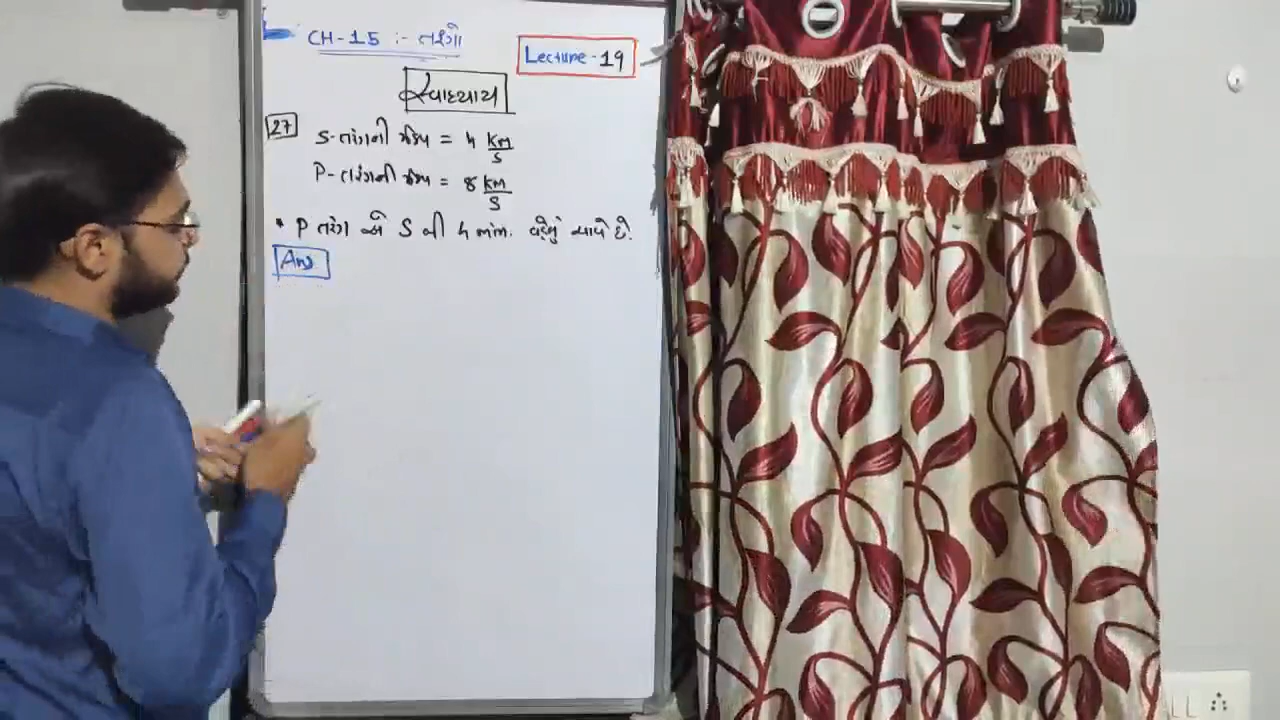 CH-15 :- તરંગો
Lecture-19
સ્વાધ્યાય
27
S-તરંગની ઝડપ = 4 KM/S
P-તરંગની ઝડપ = 8 KM/S
* P તરંગ એ S ની 4 મિ. વહેલું આવે છે.
Ans